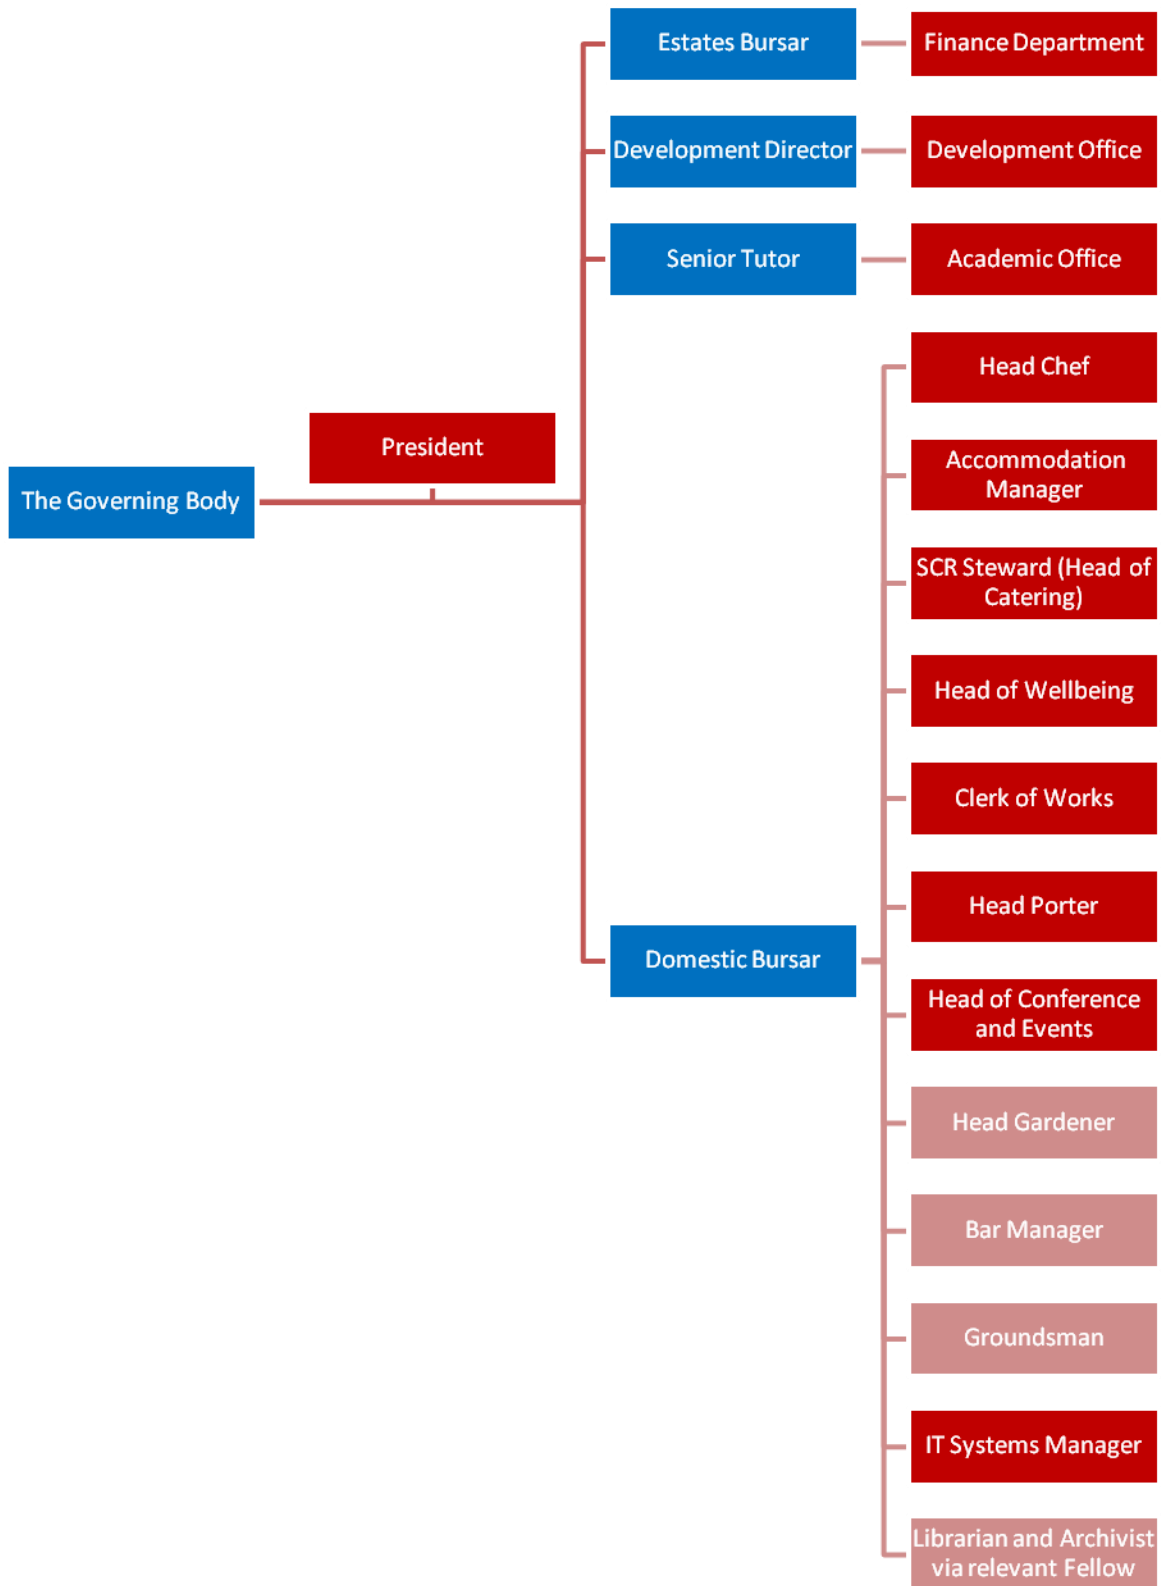 Estates Bursar
Finance Department
Development Director
Development Office
Senior Tutor
Academic Office
Head Chef
President
Accommodation
Manager
The Governing Body
SCR Steward (Head of
Catering)
Head of Wellbeing
Clerk of Works
Head Porter
Domestic Bursar
Head of Conference
and Events
Head Gardener
Bar Manager
Groundsman
IT Systems Manager
Librarian and Archivist
via relevant Fellow